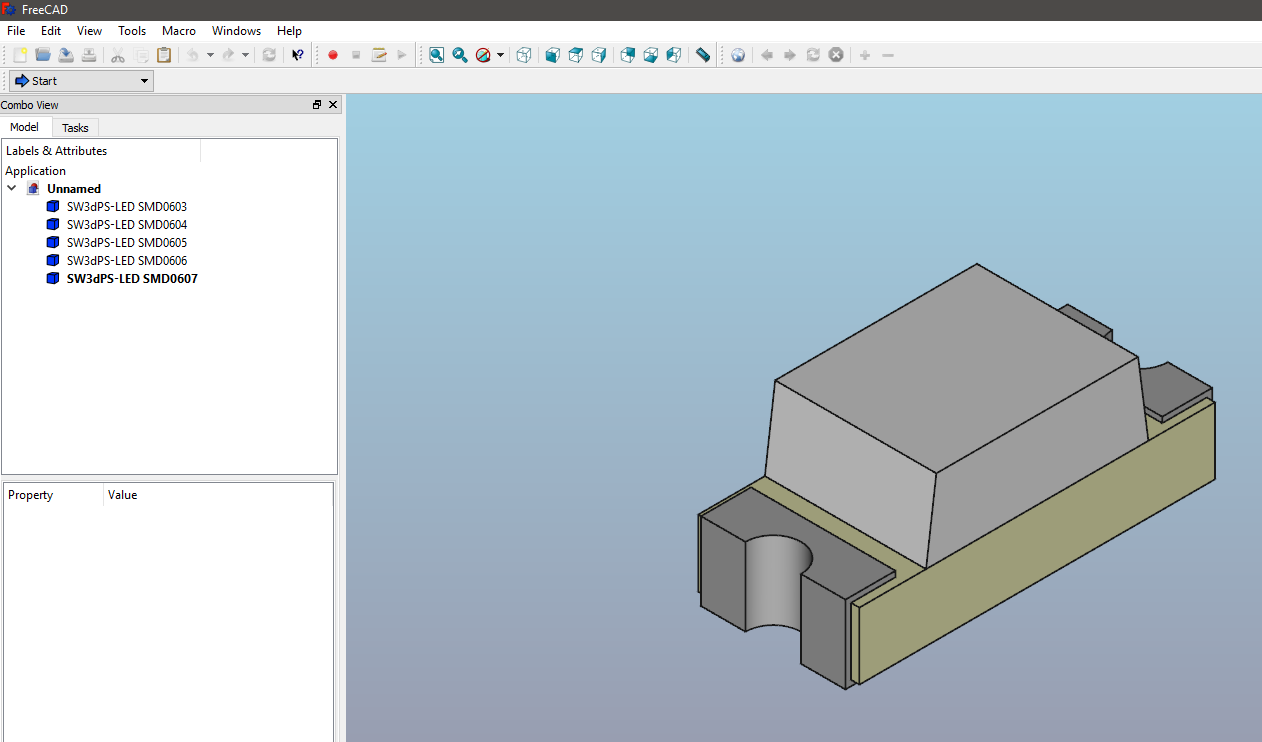 FreeCAD
File Edit View Tools Macro Windows Help
Start
Combo View
Model Tasks
Labels & Attributes
Application
Unnamed
SW3dPS-LED SMD0603
SW3dPS-LED SMD0604
SW3dPS-LED SMD0605
SW3dPS-LED SMD0606
SW3dPS-LED SMD0607
Property Value